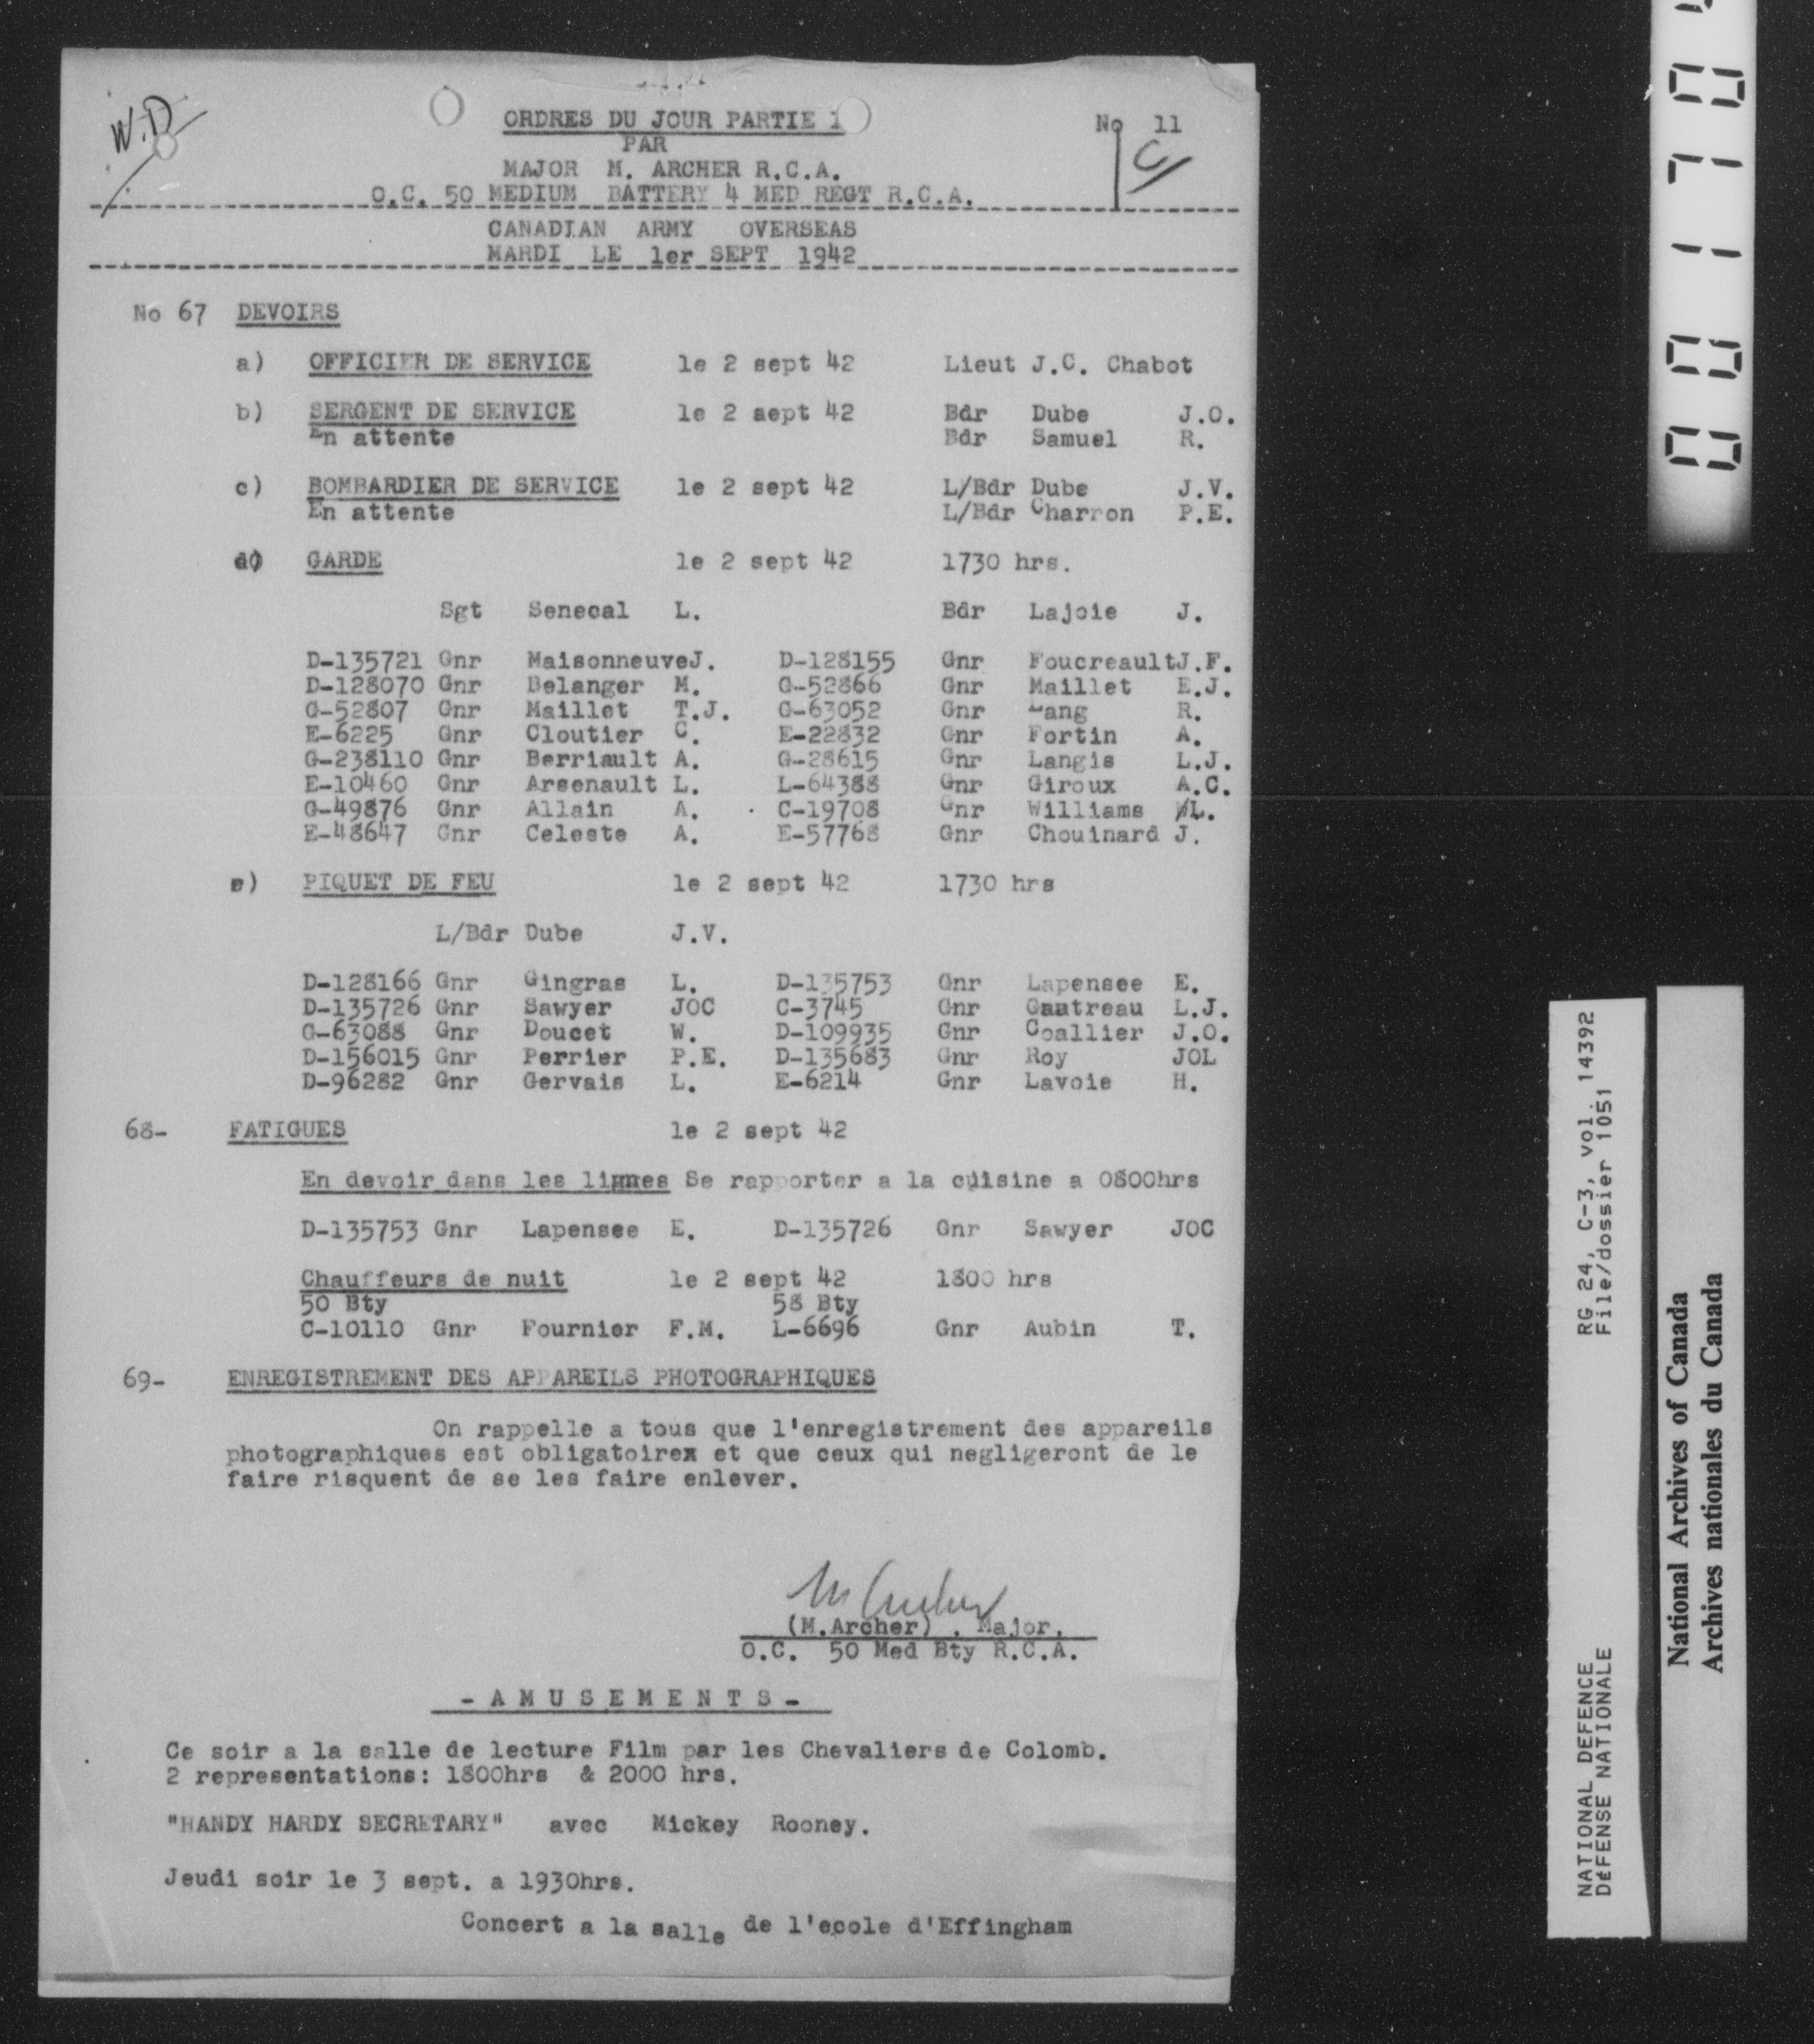 W.D
ORDRES DU JOUR PARTIE 1
No 11
PAR
MAJOR M. ARCHER R.C.A.
O.C. 50 MEDIUM BATTERY 4 MED REGT R.C.A.
CANADIAN ARMY OVERSEAS
MARDI LE 1er SEPT 1942
No 67 DEVOIRS
a) OFFICIER DE SERVICE le 2 sept 42 Lieut J.C. Chabot
b) SERGENT DE SERVICE le 2 sept 42 Bdr Dube J.O.
En attente Bdr Samuel R.
c) BOMBARDIER DE SERVICE le 2 sept 42 L/Bdr Dube J.V.
En attente L/Bdr Charron P.E.
d) GARDE le 2 sept 42 1730 hrs.
Sgt Senecal L. Bdr Lajoie J.
D-135721 Gnr Maisonneuve J. D-128155 Gnr Foucreault J.F.
D-128070 Gnr Belanger M. G-52866 Gnr Maillet E.J.
G-52807 Gnr Maillet T.J. G-63052 Gnr Lang R.
E-6225 Gnr Cloutier C. E-22832 Gnr Fortin A.
G-238110 Gnr Berriault A. G-28615 Gnr Langis L.J.
E-10460 Gnr Arsenault L. L-64388 Gnr Giroux A.C.
G-49876 Gnr Allain A. C-19708 Gnr Williams L.
E-48647 Gnr Celeste A. E-57768 Gnr Chouinard J.
e) PIQUET DE FEU le 2 sept 42 1730 hrs
L/Bdr Dube J.V.
D-128166 Gnr Gingras L. D-135753 Gnr Lapensee E.
D-135726 Gnr Sawyer JOC C-3745 Gnr Gautreau L.J.
G-63088 Gnr Doucet W. D-109935 Gnr Coallier J.O.
D-156015 Gnr Perrier P.E. D-135683 Gnr Roy JOL
D-96282 Gnr Gervais L. E-6214 Gnr Lavoie H.
68- FATIGUES le 2 sept 42
En devoir dans les lignes Se rapporter a la cuisine a 0800hrs
D-135753 Gnr Lapensee E. D-135726 Gnr Sawyer JOC
Chauffeurs de nuit le 2 sept 42 1800 hrs
50 Bty 58 Bty
C-10110 Gnr Fournier F.M. L-6696 Gnr Aubin T.
69- ENREGISTREMENT DES APPAREILS PHOTOGRAPHIQUES
On rappelle a tous que l'enregistrement des appareils
photographiques est obligatoirex et que ceux qui negligeront de le
faire risquent de se les faire enlever.
M Archer
(M.Archer) , Major,
O.C. 50 Med Bty R.C.A.
- A M U S E M E N T S -
Ce soir a la salle de lecture Film par les Chevaliers de Colomb.
2 representations: 1800hrs & 2000 hrs.
"HANDY HARDY SECRETARY" avec Mickey Rooney.
Jeudi soir le 3 sept. a 1930hrs.
Concert a la salle de l'ecole d'Effingham
RG 24, C-3, vol. 14392
File/dossier 1051
NATIONAL DEFENCE
DéFENSE NATIONALE
National Archives of Canada
Archives nationales du Canada